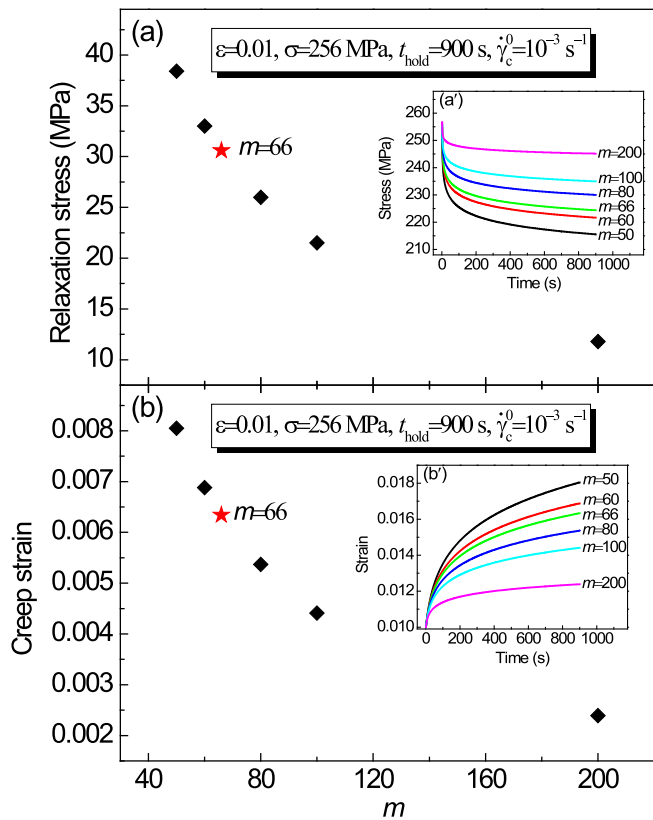 (a)
ε=0.01, σ=256 MPa, t_hold=900 s, γ̇_c^0=10^−3 s^−1
Relaxation stress (MPa)
45
40
35
30
25
20
15
10
m=66
(a′)
Stress (MPa)
260
250
240
230
220
210
m=200
m=100
m=80
m=66
m=60
m=50
0 200 400 600 800 1000
Time (s)
(b)
ε=0.01, σ=256 MPa, t_hold=900 s, γ̇_c^0=10^−3 s^−1
Creep strain
0.008
0.007
0.006
0.005
0.004
0.003
0.002
m=66
(b′)
Strain
0.018
0.016
0.014
0.012
0.010
m=50
m=60
m=66
m=80
m=100
m=200
0 200 400 600 800 1000
Time (s)
40 80 120 160 200
m